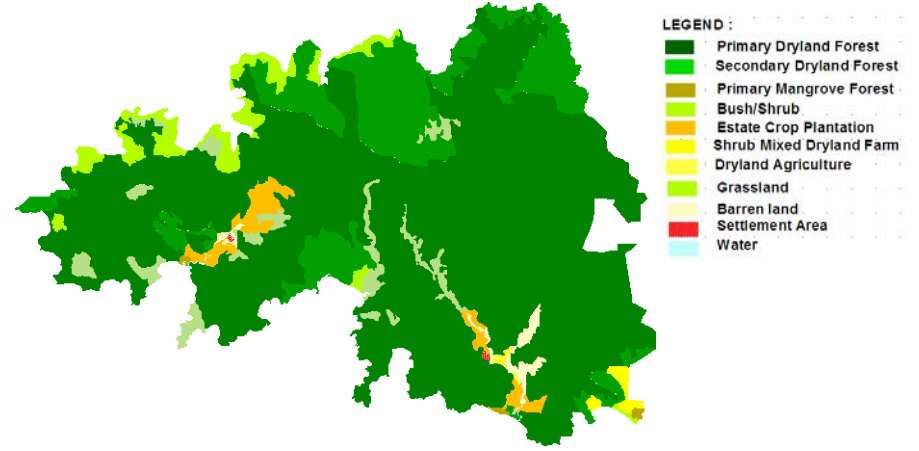 LEGEND :
Primary Dryland Forest
Secondary Dryland Forest
Primary Mangrove Forest
Bush/Shrub
Estate Crop Plantation
Shrub Mixed Dryland Farm
Dryland Agriculture
Grassland
Barren land
Settlement Area
Water